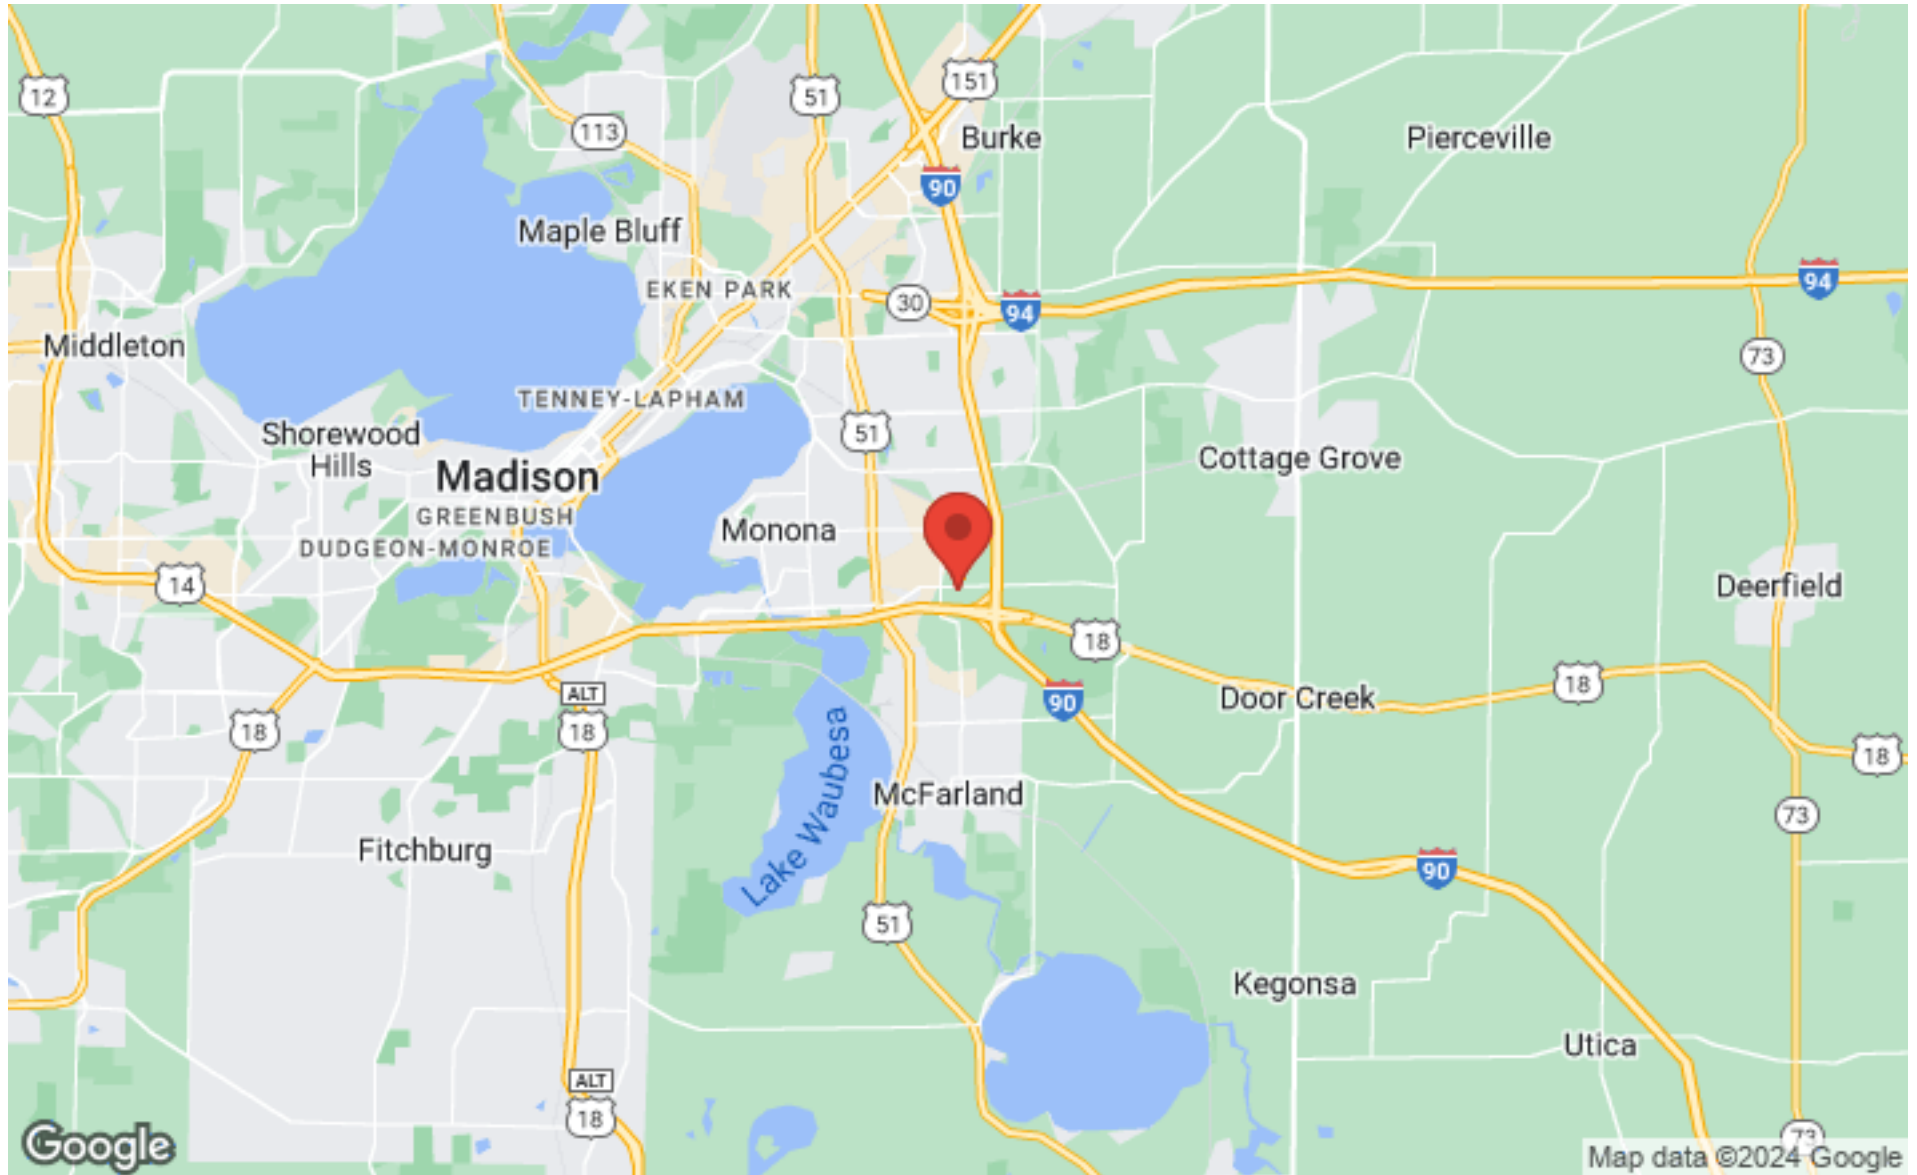 12
51
151
113
Burke
Pierceville
90
Maple Bluff
EKEN PARK
30
94
94
Middleton
73
TENNEY-LAPHAM
Shorewood
Hills
51
Cottage Grove
Madison
GREENBUSH
Monona
DUDGEON-MONROE
14
Deerfield
18
18
ALT
90
Door Creek
18
18
Lake Waubesa
18
McFarland
73
Fitchburg
90
51
Kegonsa
Utica
ALT
18
73
Google
Map data ©2024 Google